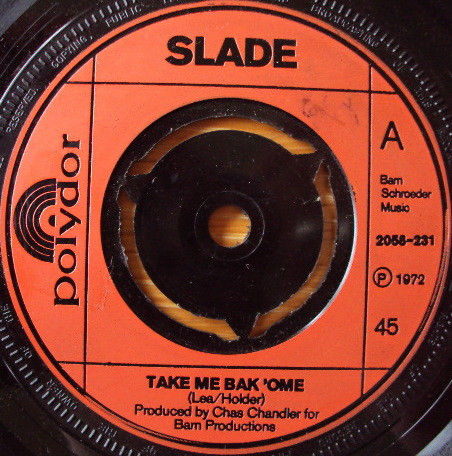 SLADE
A
Bam
Schroeder
Music
2058-231
Ⓟ 1972
45
polydor
TAKE ME BAK 'OME
(Lea/Holder)
Produced by Chas Chandler for
Bam Productions